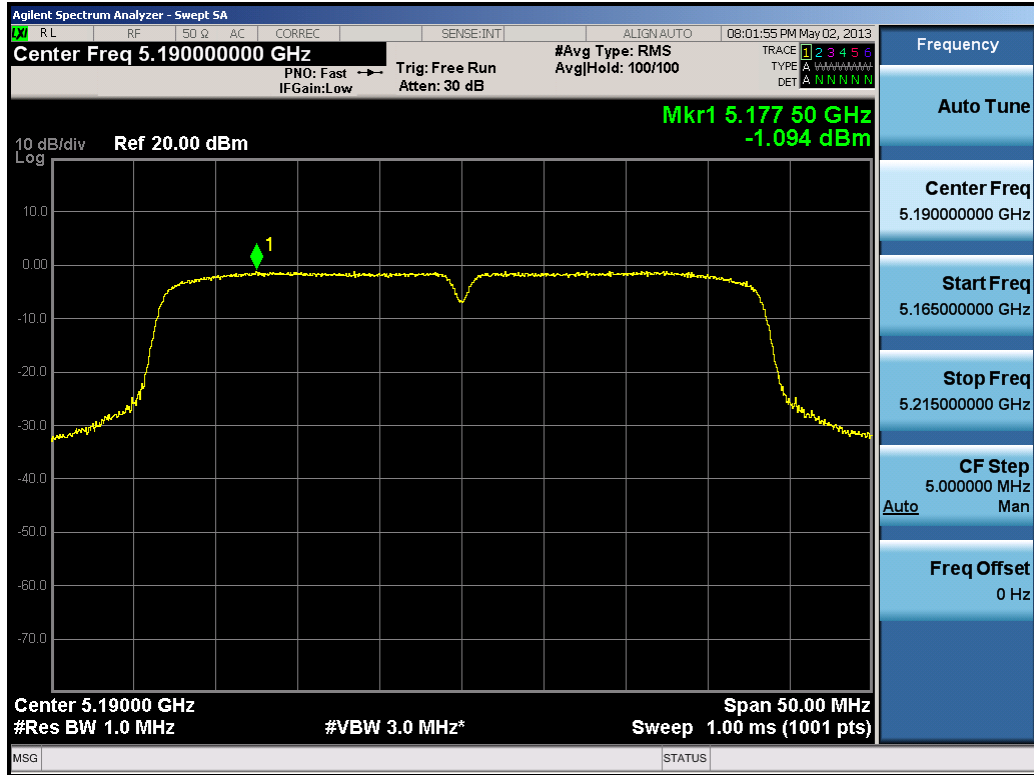 Agilent Spectrum Analyzer - Swept SA
LXI RL RF 50 Ω AC CORREC SENSE:INT ALIGN AUTO 08:01:55 PM May 02, 2013
Center Freq 5.190000000 GHz
PNO: Fast
IFGain:Low
Trig: Free Run
Atten: 30 dB
#Avg Type: RMS
Avg|Hold: 100/100
TRACE 1 2 3 4 5 6
TYPE A WWWWW
DET A N N N N N
Mkr1 5.177 50 GHz
-1.094 dBm
10 dB/div Ref 20.00 dBm
Log
1
10.0
0.00
-10.0
-20.0
-30.0
-40.0
-50.0
-60.0
-70.0
Center 5.19000 GHz Span 50.00 MHz
#Res BW 1.0 MHz #VBW 3.0 MHz* Sweep 1.00 ms (1001 pts)
MSG STATUS
Frequency
Auto Tune
Center Freq
5.190000000 GHz
Start Freq
5.165000000 GHz
Stop Freq
5.215000000 GHz
CF Step
5.000000 MHz
Auto Man
Freq Offset
0 Hz